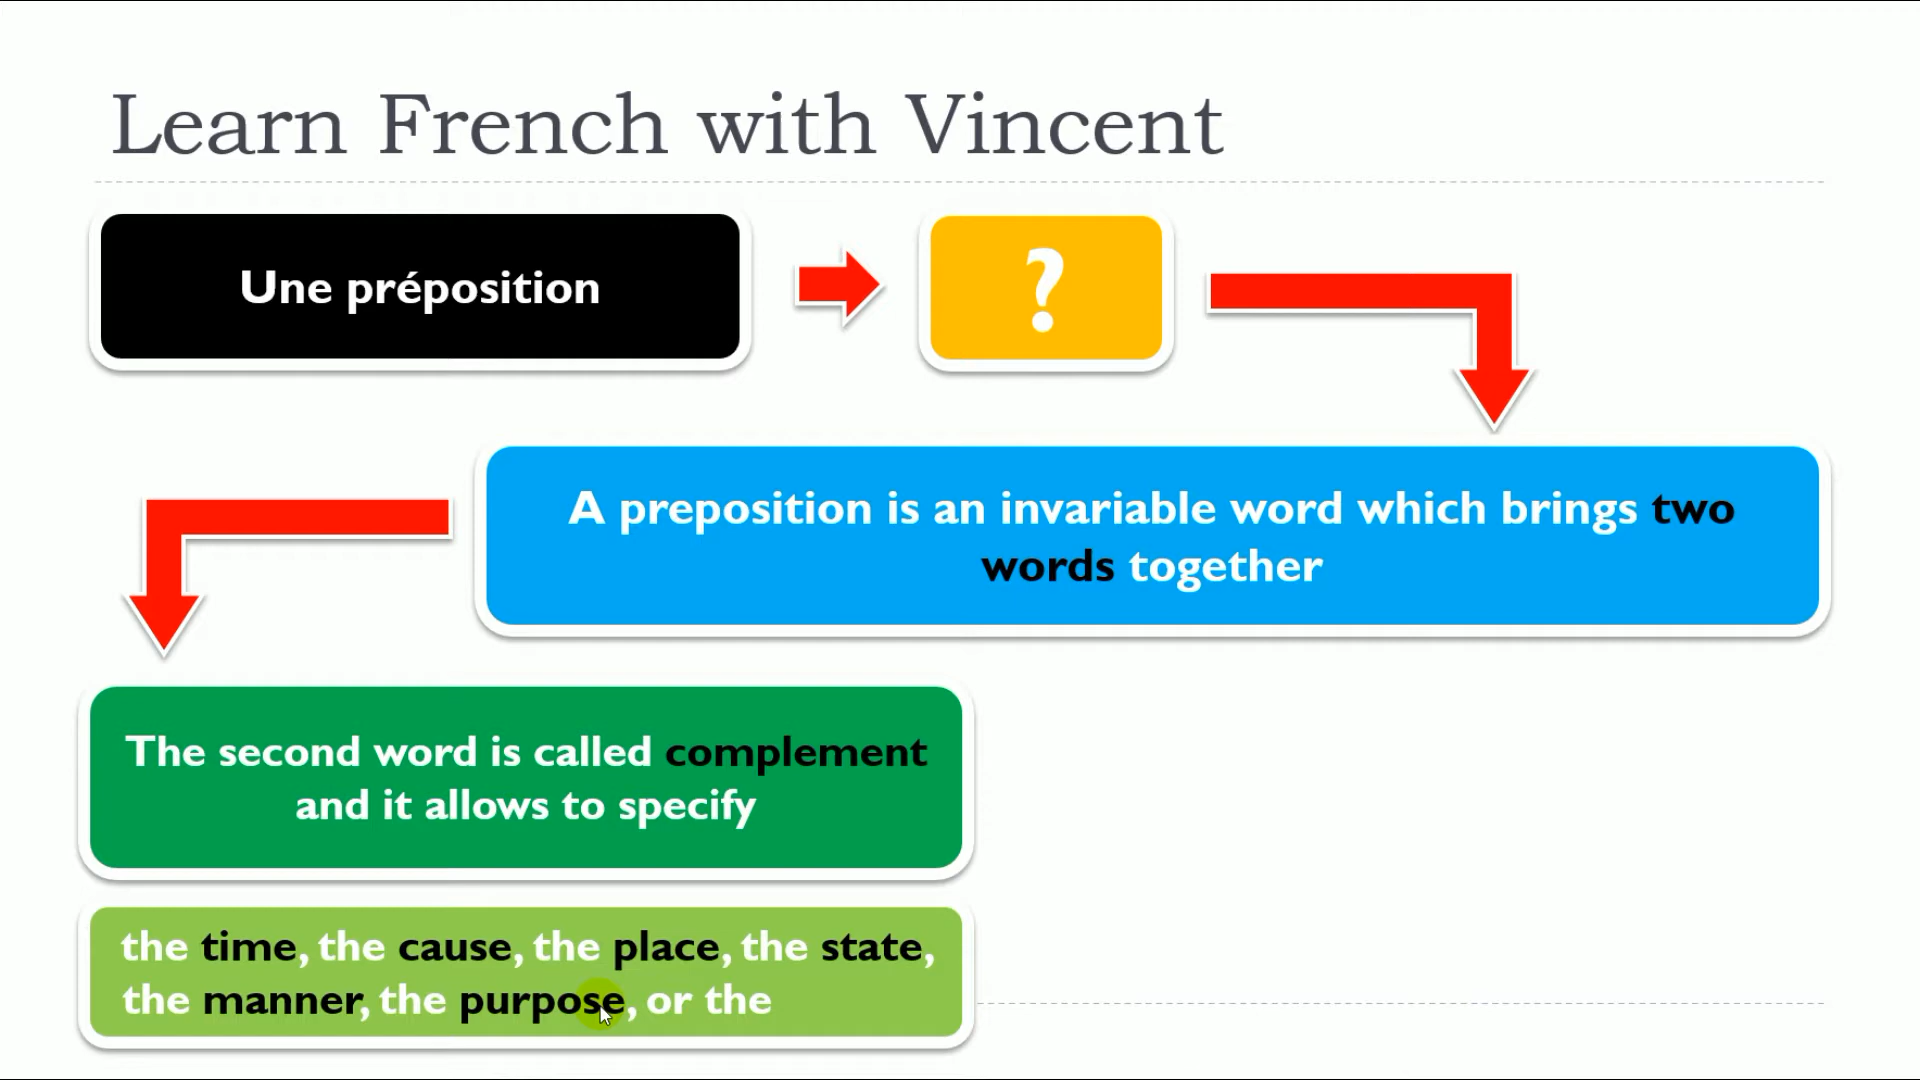 Learn French with Vincent
Une préposition
?
A preposition is an invariable word which brings two
words together
The second word is called complement
and it allows to specify
the time, the cause, the place, the state,
the manner, the purpose, or the